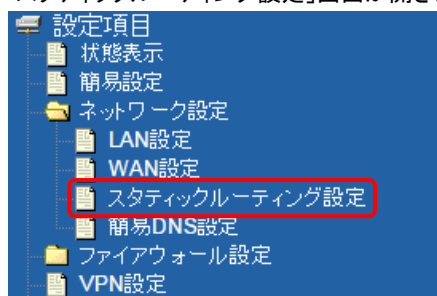 設定項目
状態表示
簡易設定
ネットワーク設定
LAN設定
WAN設定
スタティックルーティング設定
簡易DNS設定
ファイアウォール設定
VPN設定